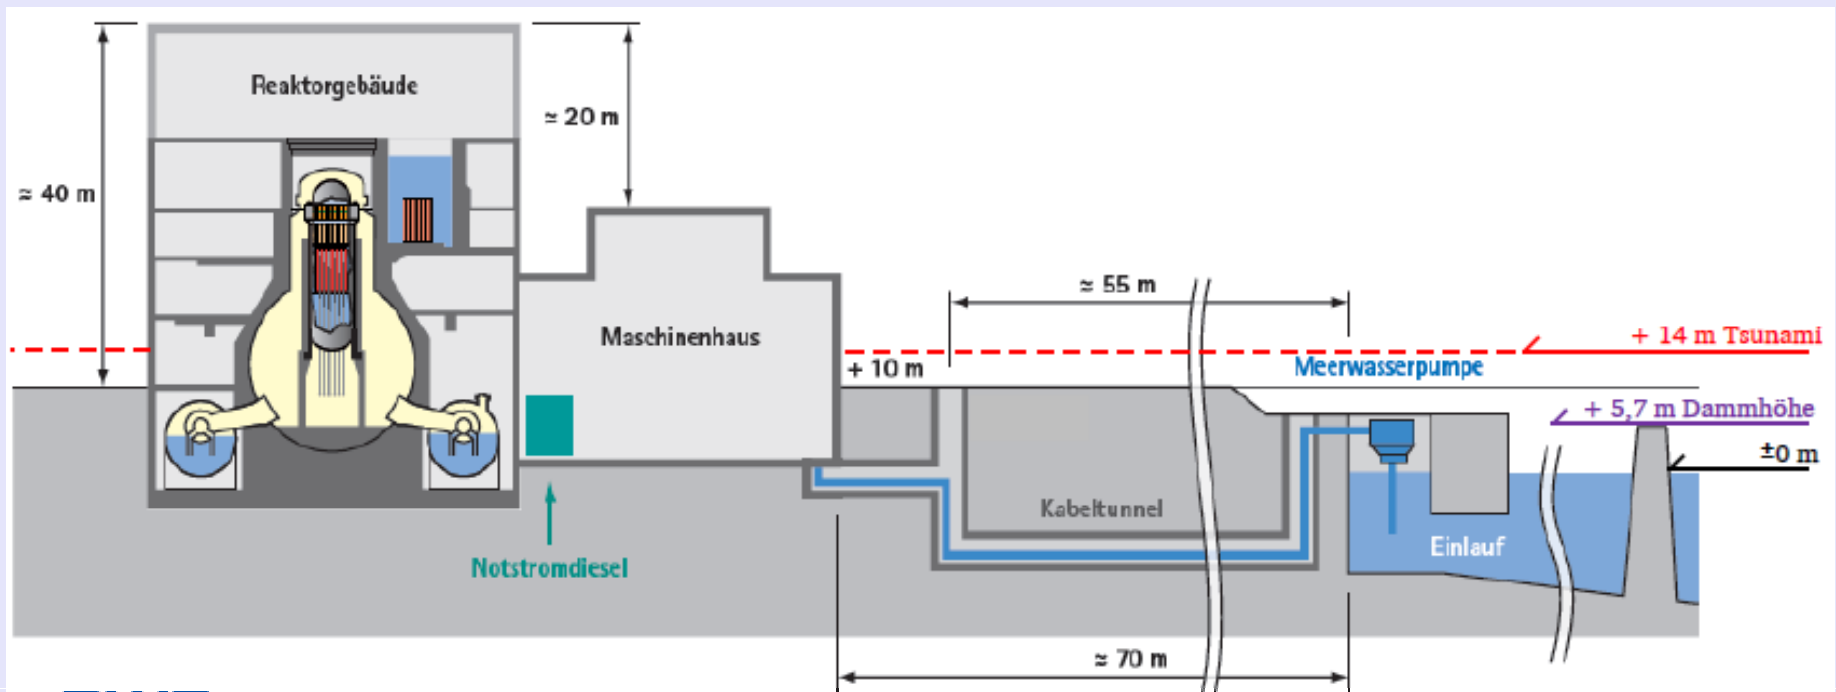 Reaktorgebäude
≈ 20 m
≈ 40 m
≈ 55 m
Maschinenhaus
+ 14 m Tsunami
+ 10 m
Meerwasserpumpe
+ 5,7 m Dammhöhe
±0 m
Kabeltunnel
Einlauf
Notstromdiesel
≈ 70 m